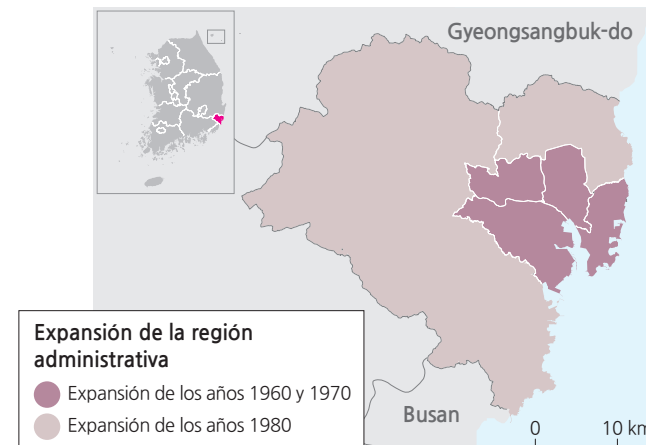 Gyeongsangbuk-do
Expansión de la región
administrativa
Expansión de los años 1960 y 1970
Expansión de los años 1980
Busan
0 10 km